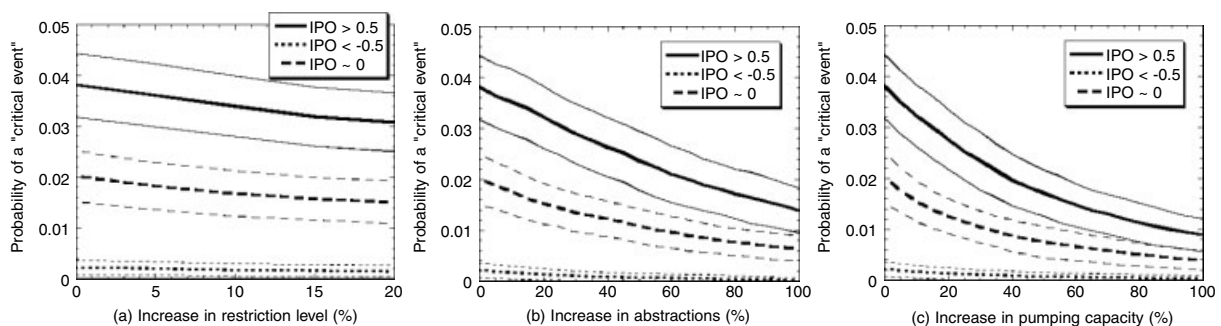 0.05
0.04
0.03
0.02
0.01
0
Probability of a "critical event"
IPO > 0.5
IPO < -0.5
IPO ~ 0
0 5 10 15 20
(a) Increase in restriction level (%)
0.05
0.04
0.03
0.02
0.01
0
Probability of a "critical event"
IPO > 0.5
IPO < -0.5
IPO ~ 0
0 20 40 60 80 100
(b) Increase in abstractions (%)
0.05
0.04
0.03
0.02
0.01
0
Probability of a "critical event"
IPO > 0.5
IPO < -0.5
IPO ~ 0
0 20 40 60 80 100
(c) Increase in pumping capacity (%)